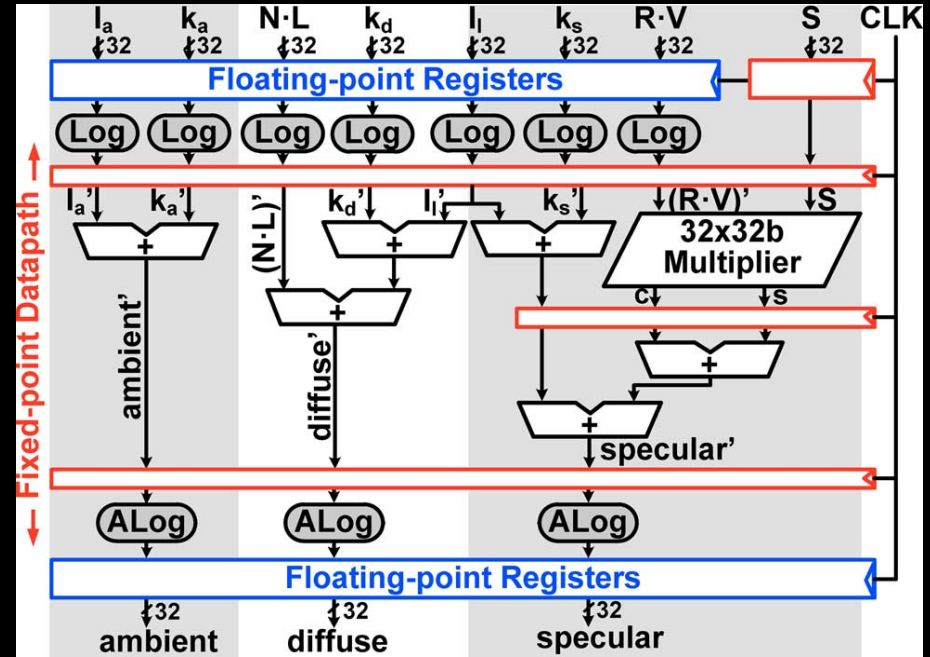 Iₐ kₐ N·L k_d Iₗ kₛ R·V S CLK
32 32 32 32 32 32 32 32
Floating-point Registers
Log Log Log Log Log Log Log
Iₐ' kₐ' (N·L)' k_d' Iₗ' kₛ' (R·V)' S
+ + +
32x32b
Multiplier
c s
+
+
+
ambient' diffuse' specular'
Fixed-point Datapath
ALog ALog ALog
Floating-point Registers
32 32 32
ambient diffuse specular